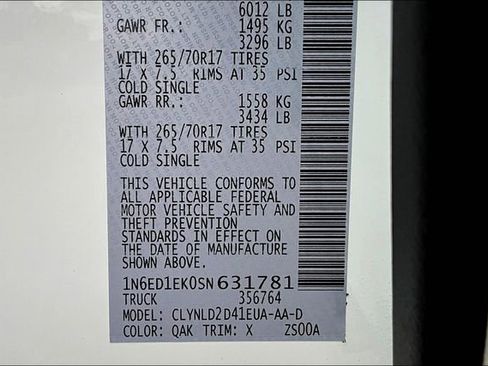 6012 LB
GAWR FR.: 1495 KG
3296 LB
WITH 265/70R17 TIRES
17 X 7.5 RIMS AT 35 PSI
COLD SINGLE
GAWR RR.: 1558 KG
3434 LB
WITH 265/70R17 TIRES
17 X 7.5 RIMS AT 35 PSI
COLD SINGLE
THIS VEHICLE CONFORMS TO
ALL APPLICABLE FEDERAL
MOTOR VEHICLE SAFETY AND
THEFT PREVENTION
STANDARDS IN EFFECT ON
THE DATE OF MANUFACTURE
SHOWN ABOVE.
1N6ED1EK0SN631781
TRUCK 356764
MODEL: CLYNLD2D41EUA-AA-D
COLOR: QAK TRIM: X ZS00A